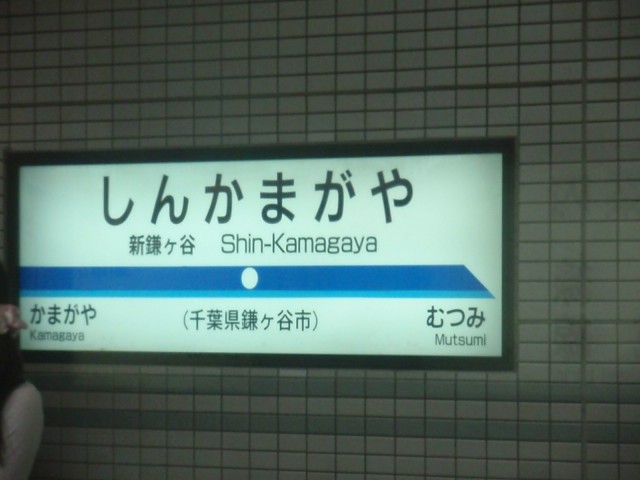 しんかまがや
新鎌ヶ谷 Shin-Kamagaya
かまがや (千葉県鎌ヶ谷市) むつみ
Kamagaya Mutsumi